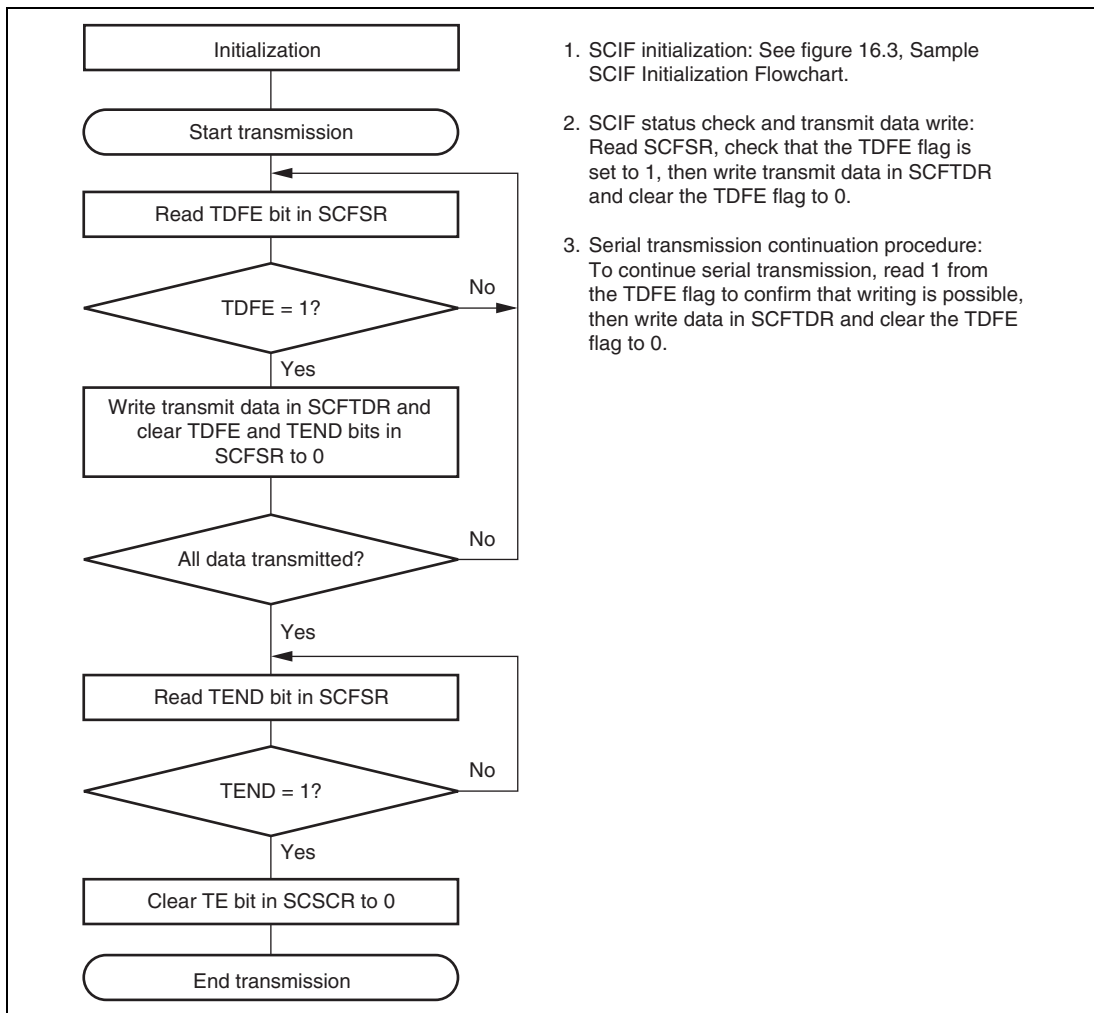 Initialization
Start transmission
Read TDFE bit in SCFSR
TDFE = 1?
No
Yes
Write transmit data in SCFTDR and
clear TDFE and TEND bits in
SCFSR to 0
All data transmitted?
No
Yes
Read TEND bit in SCFSR
TEND = 1?
No
Yes
Clear TE bit in SCSCR to 0
End transmission
1. SCIF initialization: See figure 16.3, Sample
SCIF Initialization Flowchart.
2. SCIF status check and transmit data write:
Read SCFSR, check that the TDFE flag is
set to 1, then write transmit data in SCFTDR
and clear the TDFE flag to 0.
3. Serial transmission continuation procedure:
To continue serial transmission, read 1 from
the TDFE flag to confirm that writing is possible,
then write data in SCFTDR and clear the TDFE
flag to 0.